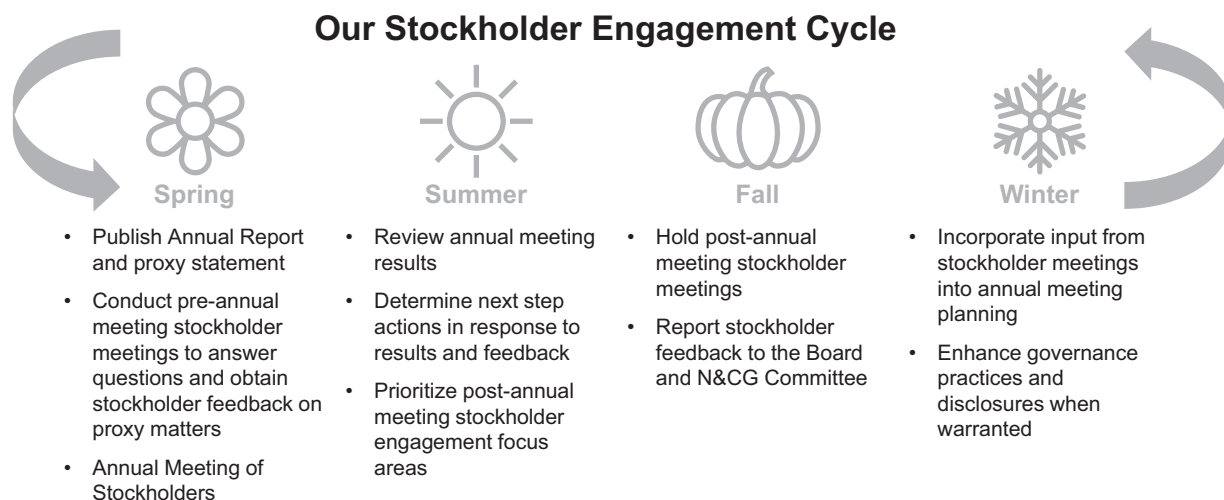 Our Stockholder Engagement Cycle
Spring
• Publish Annual Report
and proxy statement
• Conduct pre-annual
meeting stockholder
meetings to answer
questions and obtain
stockholder feedback on
proxy matters
• Annual Meeting of
Stockholders
Summer
• Review annual meeting
results
• Determine next step
actions in response to
results and feedback
• Prioritize post-annual
meeting stockholder
engagement focus
areas
Fall
• Hold post-annual
meeting stockholder
meetings
• Report stockholder
feedback to the Board
and N&CG Committee
Winter
• Incorporate input from
stockholder meetings
into annual meeting
planning
• Enhance governance
practices and
disclosures when
warranted